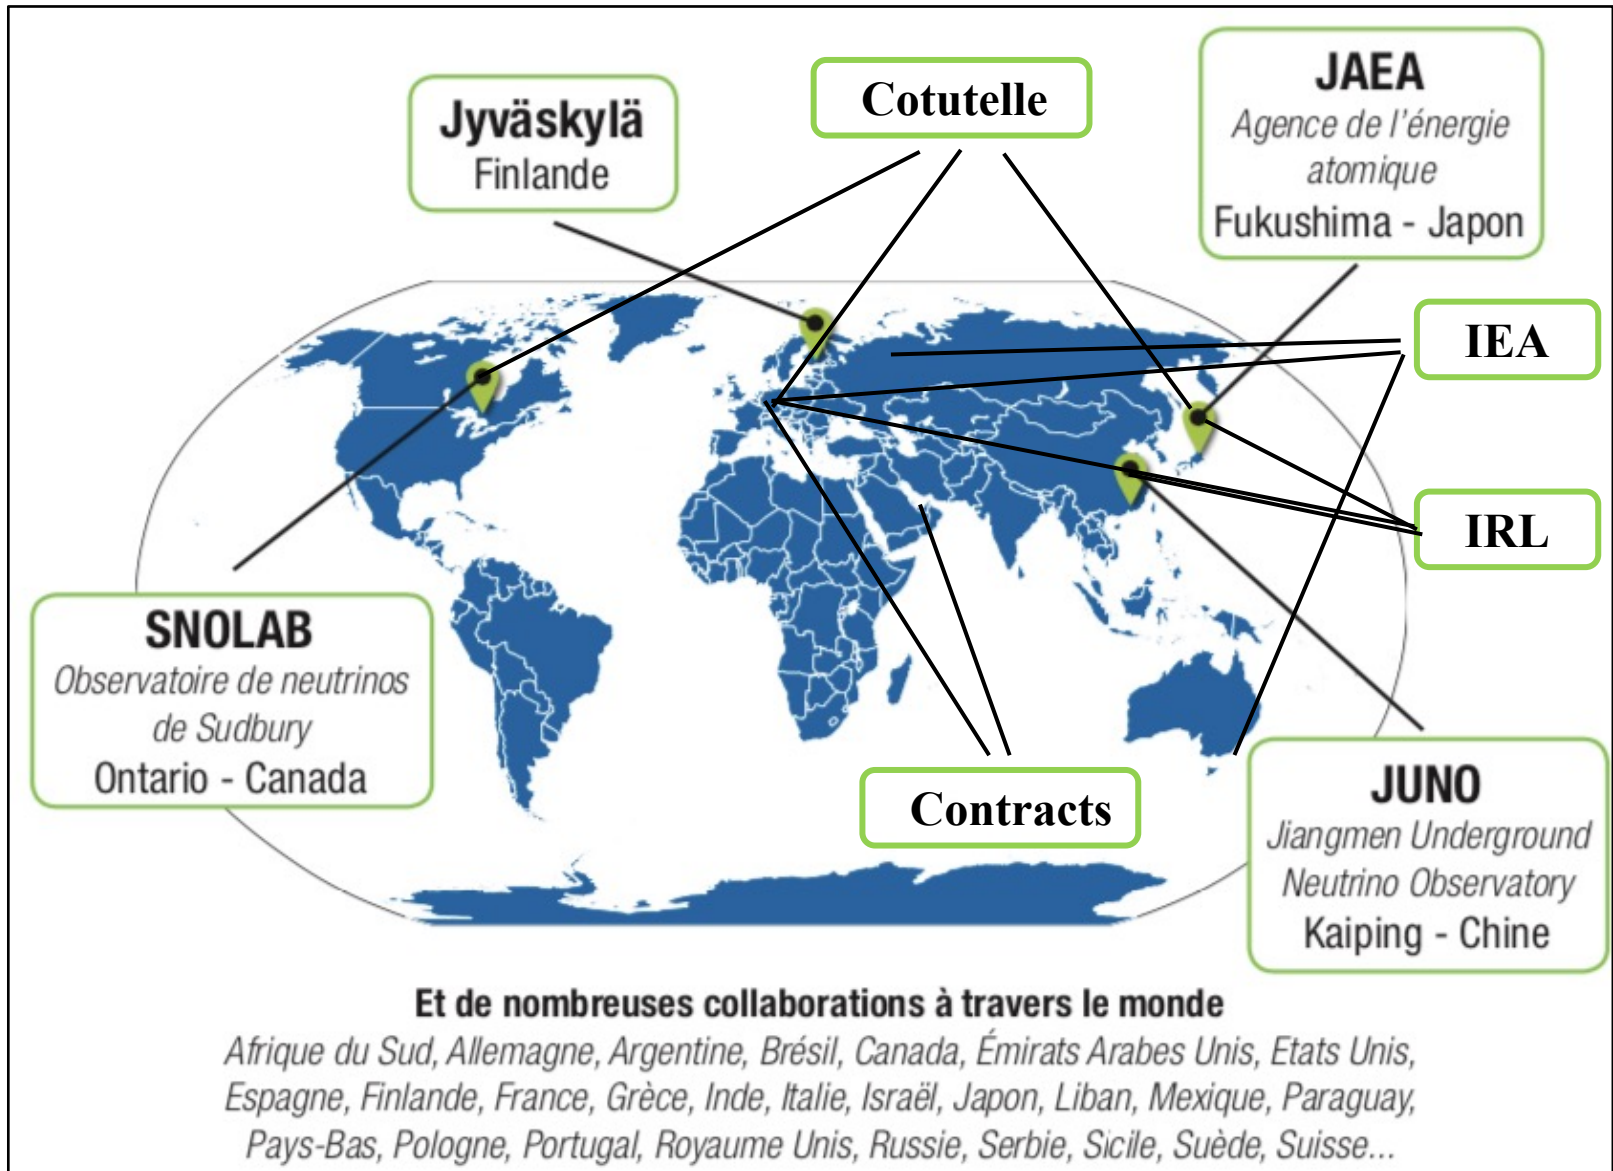 Jyväskylä
Finlande
Cotutelle
JAEA
Agence de l'énergie
atomique
Fukushima - Japon
IEA
IRL
SNOLAB
Observatoire de neutrinos
de Sudbury
Ontario - Canada
Contracts
JUNO
Jiangmen Underground
Neutrino Observatory
Kaiping - Chine
Et de nombreuses collaborations à travers le monde
Afrique du Sud, Allemagne, Argentine, Brésil, Canada, Émirats Arabes Unis, Etats Unis,
Espagne, Finlande, France, Grèce, Inde, Italie, Israël, Japon, Liban, Mexique, Paraguay,
Pays-Bas, Pologne, Portugal, Royaume Unis, Russie, Serbie, Sicile, Suède, Suisse...